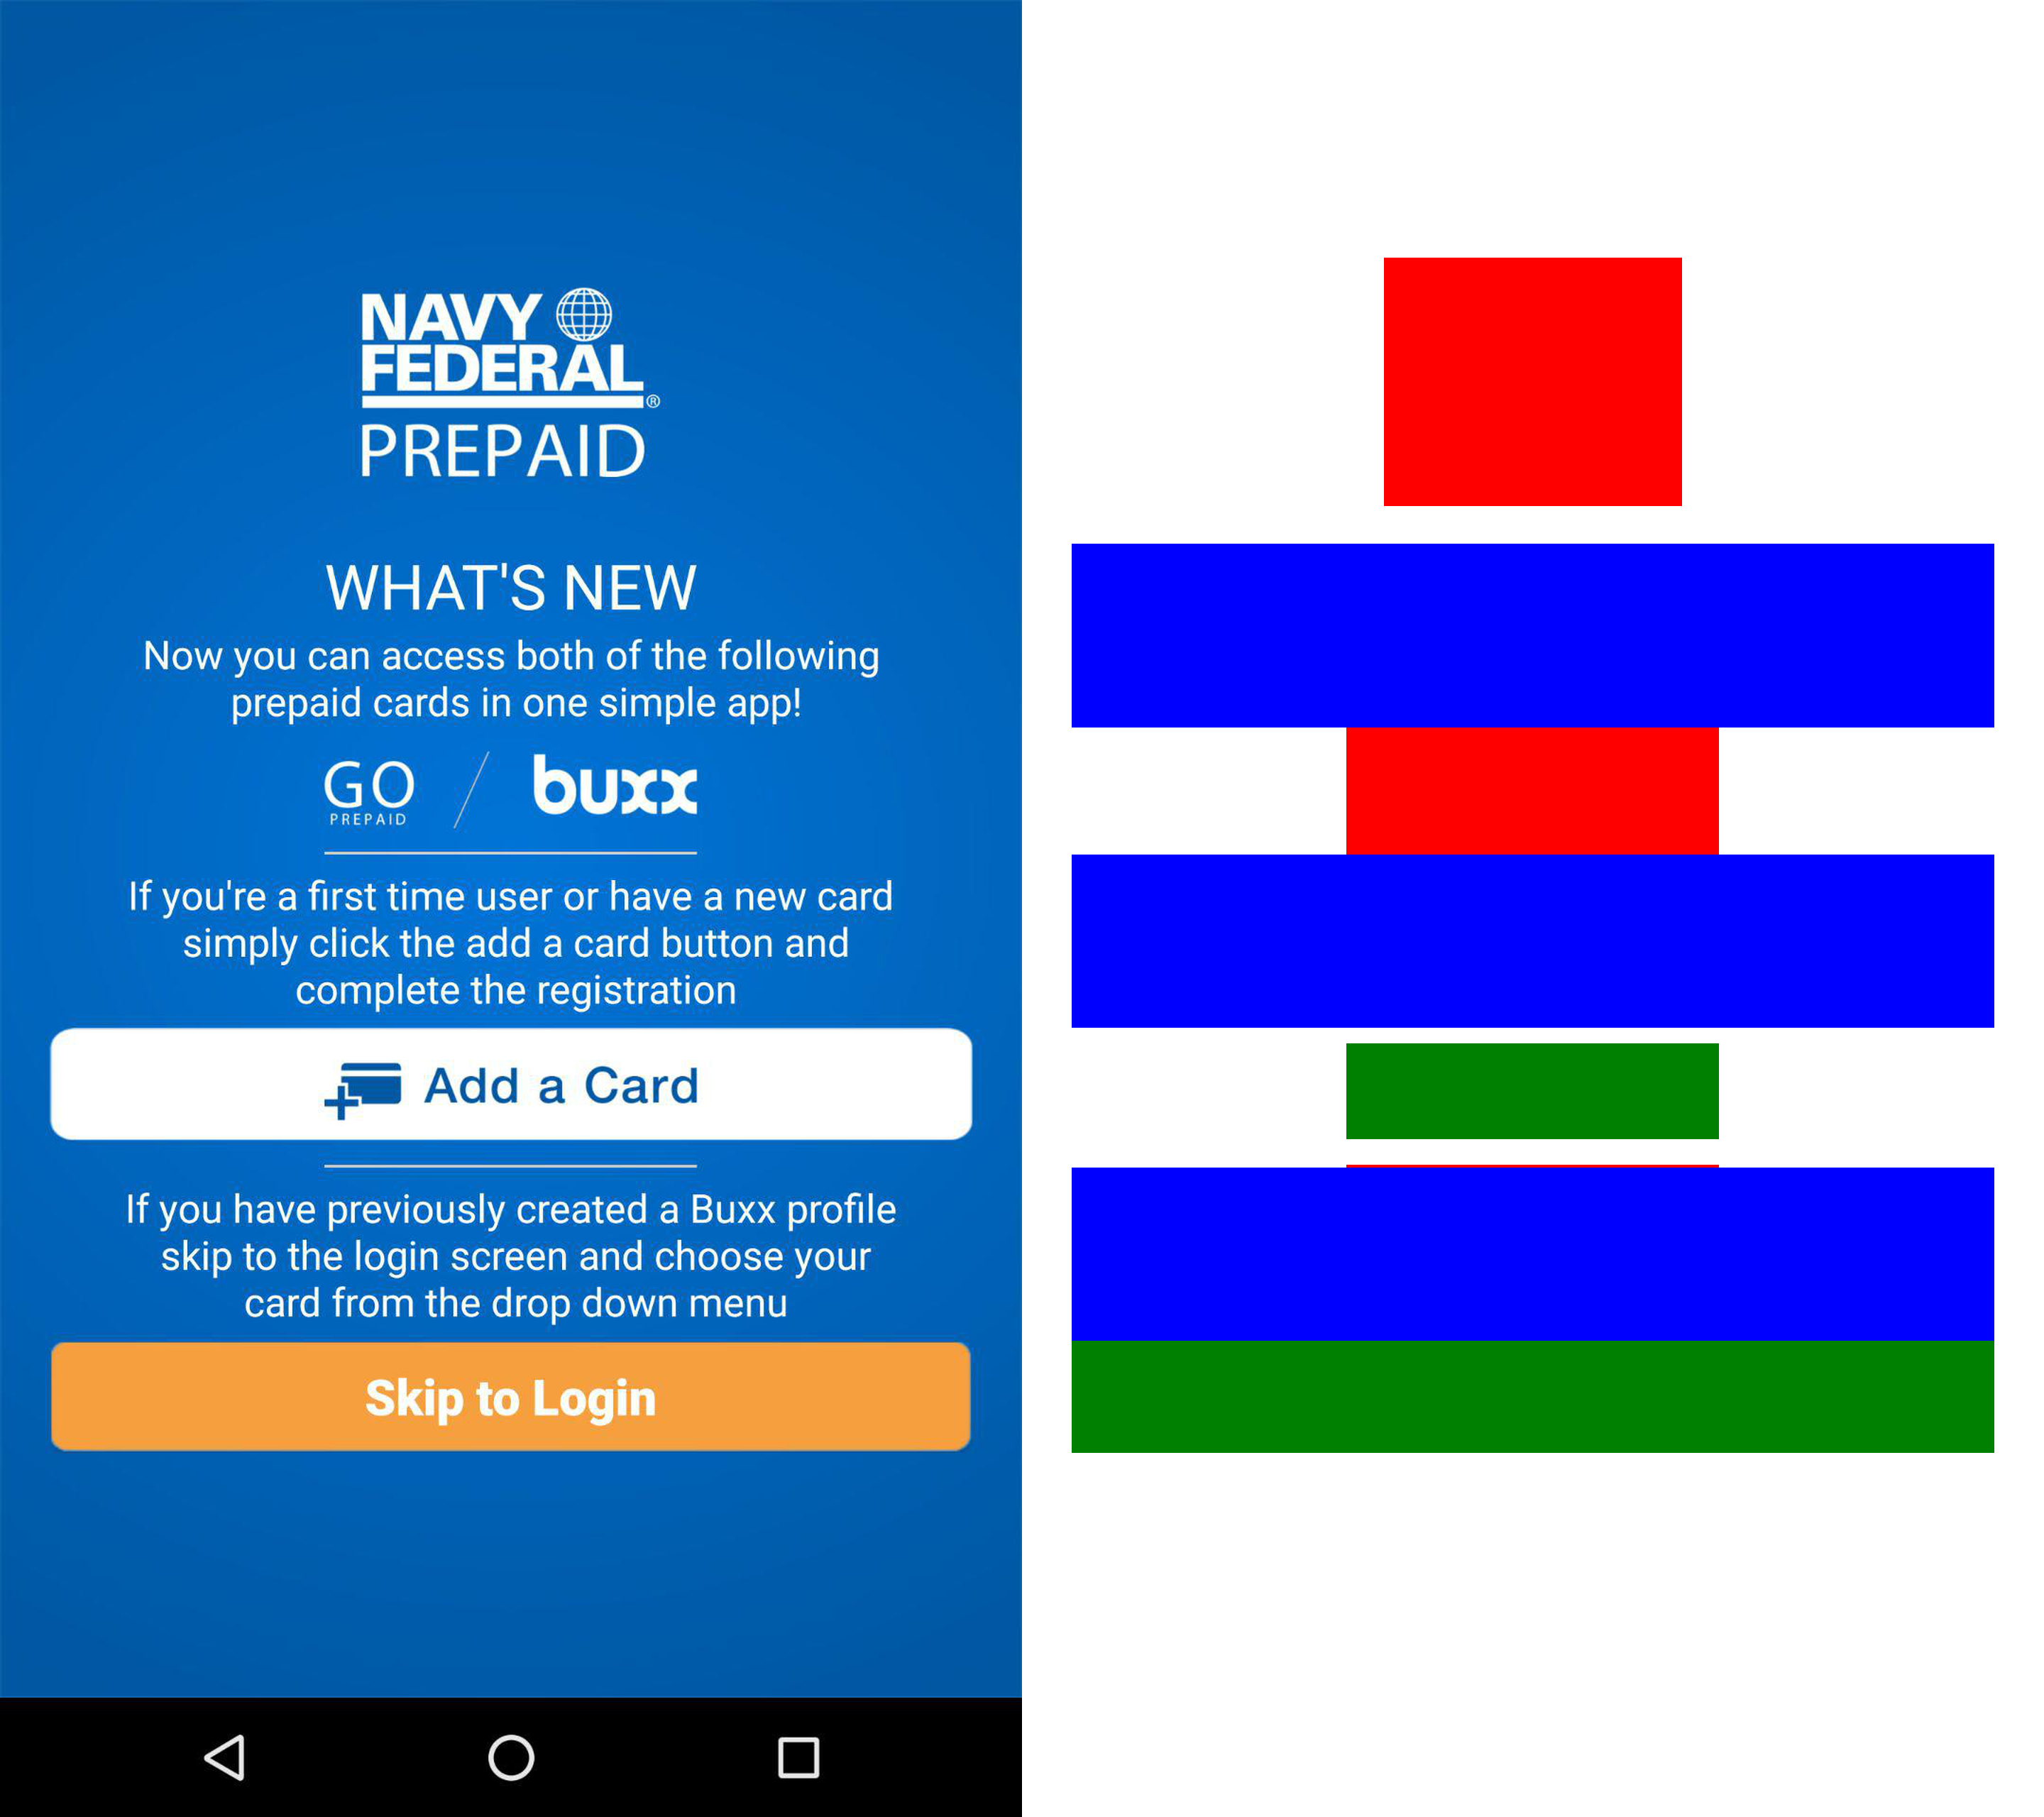 NAVY
FEDERAL®
PREPAID
WHAT'S NEW
Now you can access both of the following
prepaid cards in one simple app!
GO PREPAID / buxx
If you're a first time user or have a new card
simply click the add a card button and
complete the registration
Add a Card
If you have previously created a Buxx profile
skip to the login screen and choose your
card from the drop down menu
Skip to Login